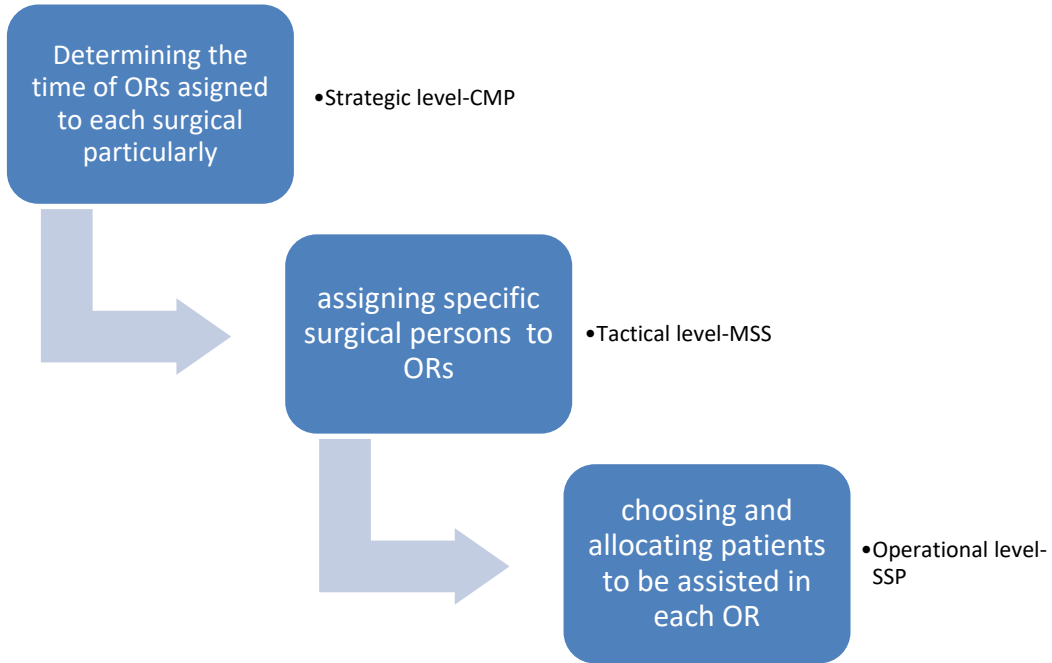 Determining the
time of ORs asigned
to each surgical
particularly
•Strategic level-CMP
assigning specific
surgical persons to
ORs
•Tactical level-MSS
choosing and
allocating patients
to be assisted in
each OR
•Operational level-
SSP